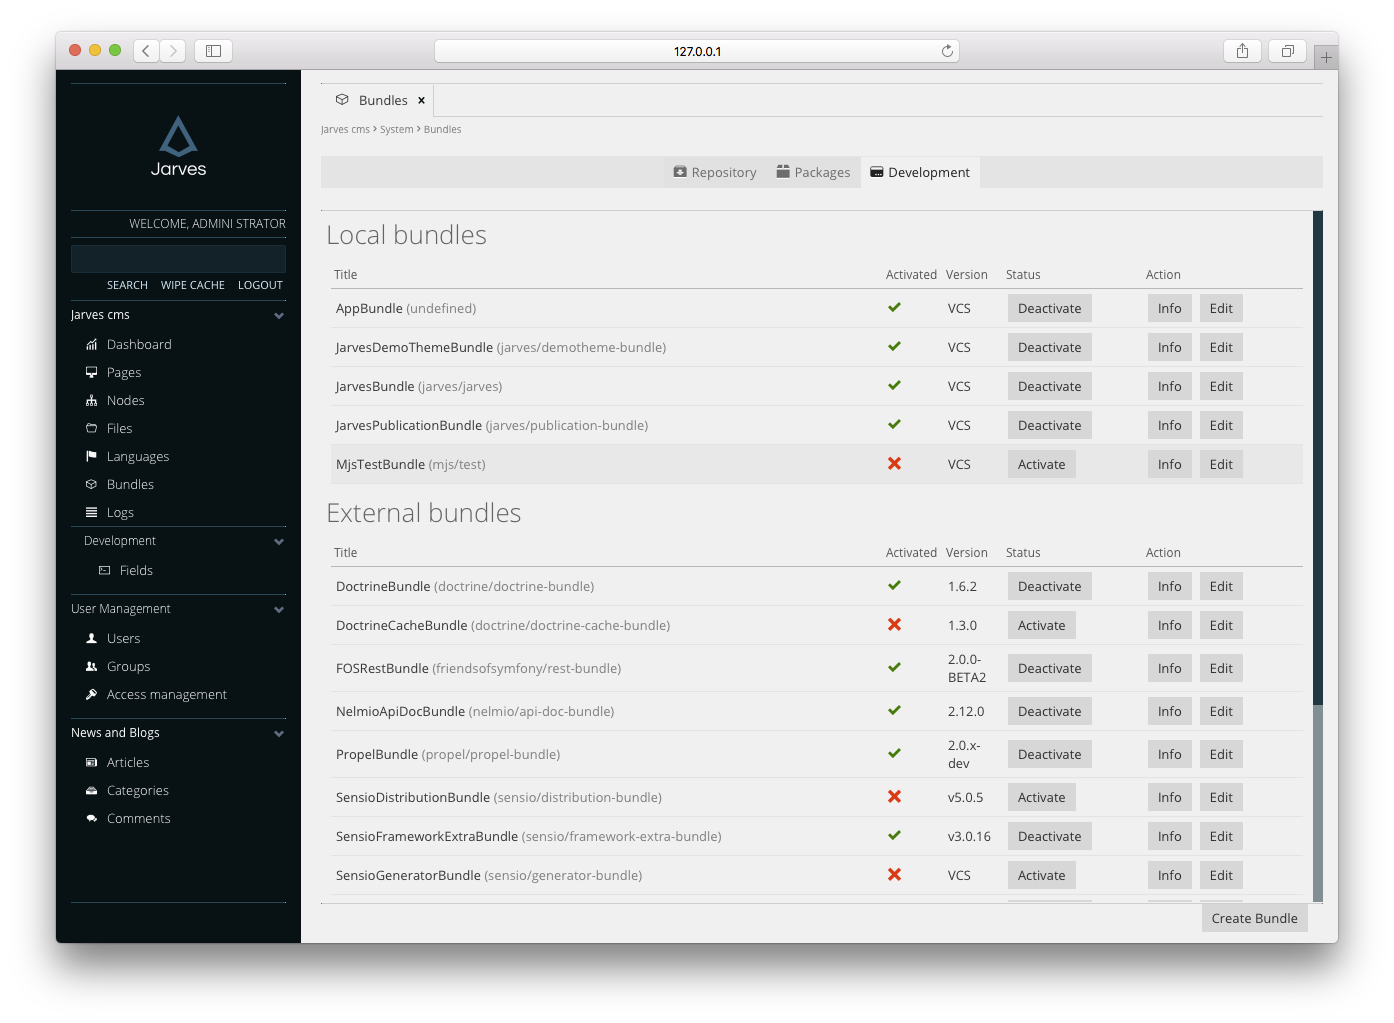 127.0.0.1
Jarves
WELCOME, ADMINI STRATOR
SEARCH WIPE CACHE LOGOUT
Jarves cms
Dashboard
Pages
Nodes
Files
Languages
Bundles
Logs
Development
Fields
User Management
Users
Groups
Access management
News and Blogs
Articles
Categories
Comments
Bundles x
Jarves cms › System › Bundles
Repository Packages Development
Local bundles
Title Activated Version Status Action
AppBundle (undefined) VCS Deactivate Info Edit
JarvesDemoThemeBundle (jarves/demotheme-bundle) VCS Deactivate Info Edit
JarvesBundle (jarves/jarves) VCS Deactivate Info Edit
JarvesPublicationBundle (jarves/publication-bundle) VCS Deactivate Info Edit
MjsTestBundle (mjs/test) VCS Activate Info Edit
External bundles
Title Activated Version Status Action
DoctrineBundle (doctrine/doctrine-bundle) 1.6.2 Deactivate Info Edit
DoctrineCacheBundle (doctrine/doctrine-cache-bundle) 1.3.0 Activate Info Edit
FOSRestBundle (friendsofsymfony/rest-bundle) 2.0.0-
BETA2 Deactivate Info Edit
NelmioApiDocBundle (nelmio/api-doc-bundle) 2.12.0 Deactivate Info Edit
PropelBundle (propel/propel-bundle) 2.0.x-
dev Deactivate Info Edit
SensioDistributionBundle (sensio/distribution-bundle) v5.0.5 Activate Info Edit
SensioFrameworkExtraBundle (sensio/framework-extra-bundle) v3.0.16 Deactivate Info Edit
SensioGeneratorBundle (sensio/generator-bundle) VCS Activate Info Edit
Create Bundle